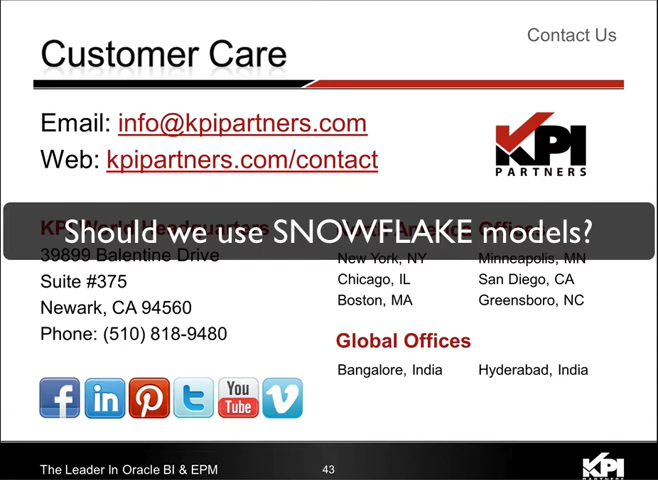 Contact Us
Customer Care
Email: info@kpipartners.com
Web: kpipartners.com/contact
KPI
PARTNERS
Should we use SNOWFLAKE models?
39899 Balentine Drive
Suite #375
Newark, CA 94560
Phone: (510) 818-9480
New York, NY
Minneapolis, MN
Chicago, IL
San Diego, CA
Boston, MA
Greensboro, NC
Global Offices
Bangalore, India
Hyderabad, India
f
in
You
Tube
The Leader In Oracle BI & EPM
43
KPI
PARTNERS